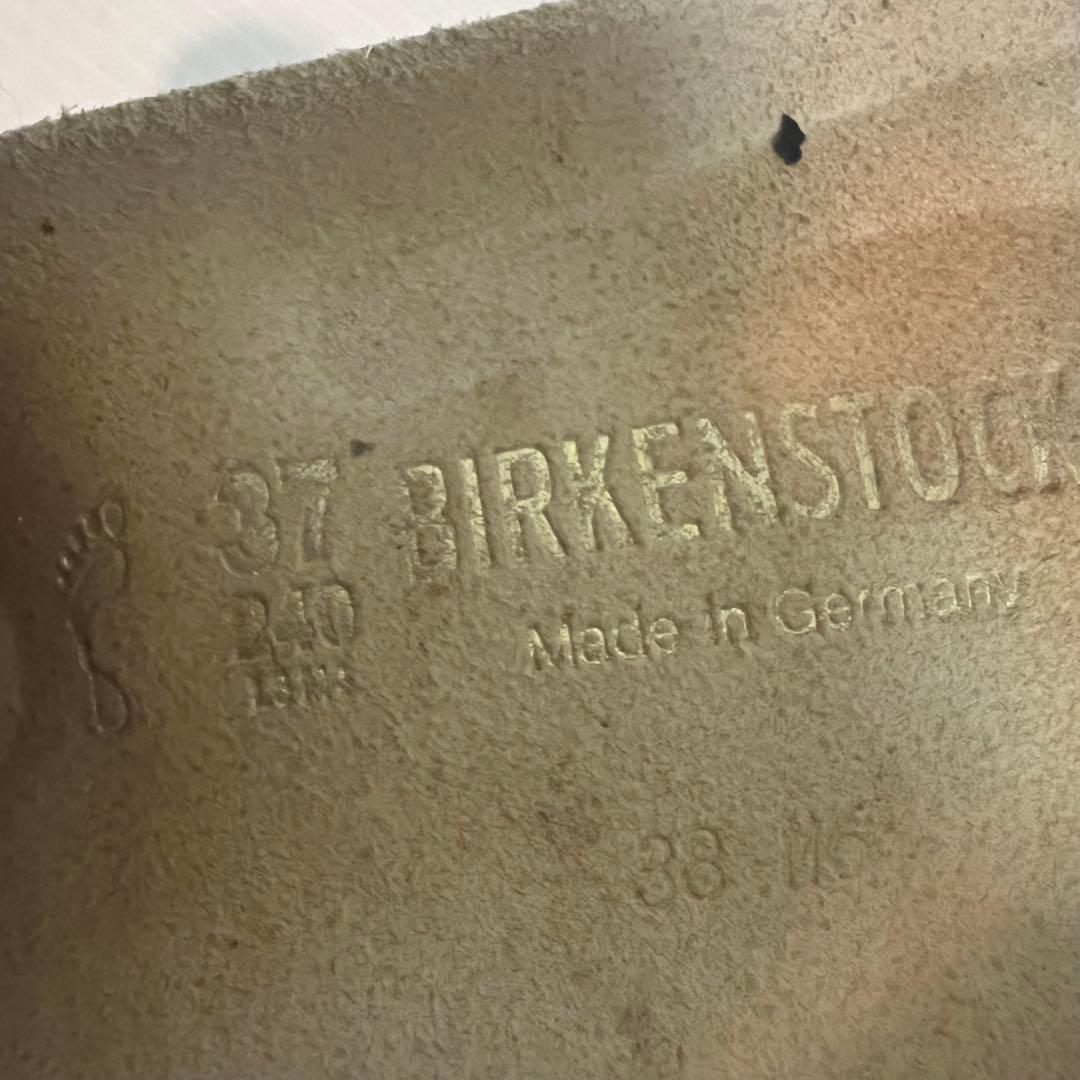 37 BIRKENSTOCK
240 Made in Germany
38